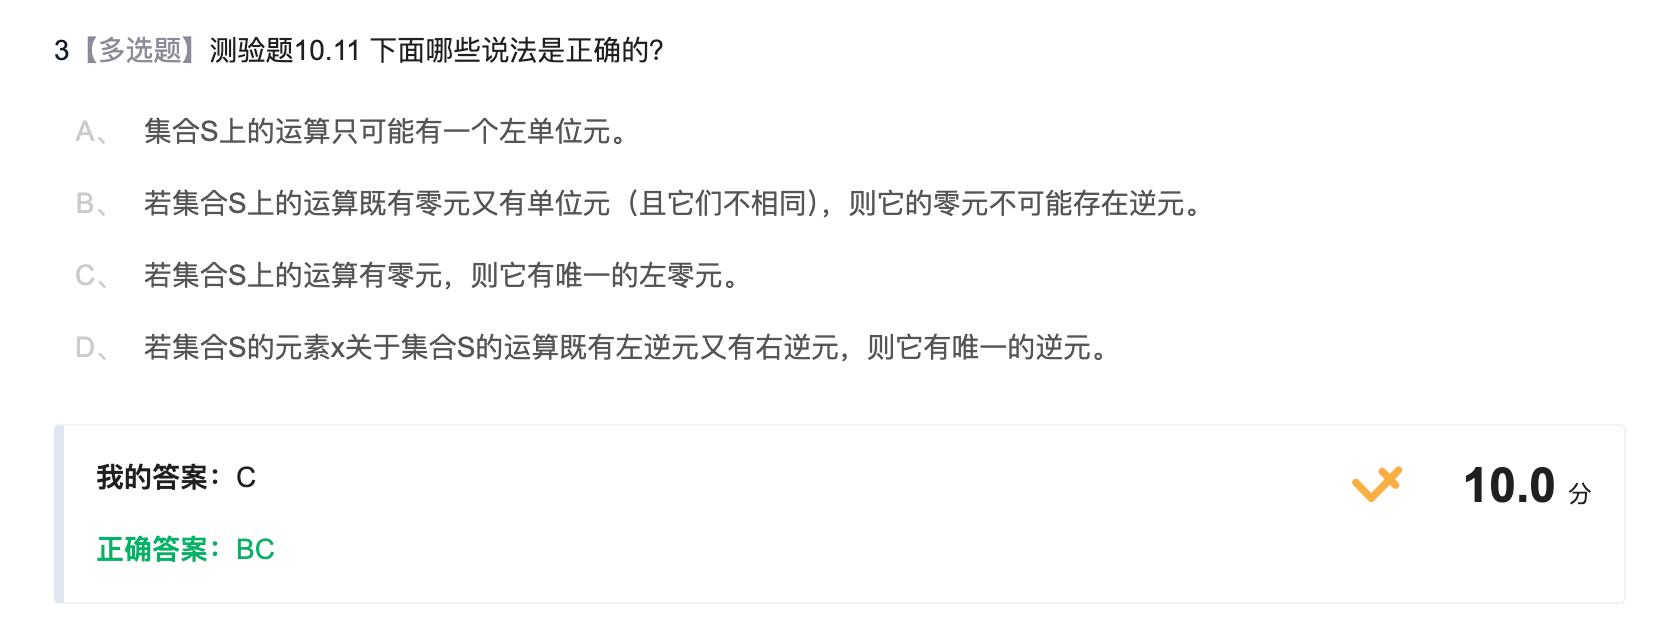 3【多选题】测验题10.11 下面哪些说法是正确的?
A、 集合S上的运算只可能有一个左单位元。
B、 若集合S上的运算既有零元又有单位元（且它们不相同），则它的零元不可能存在逆元。
C、 若集合S上的运算有零元，则它有唯一的左零元。
D、 若集合S的元素x关于集合S的运算既有左逆元又有右逆元，则它有唯一的逆元。
我的答案：C
10.0 分
正确答案：BC